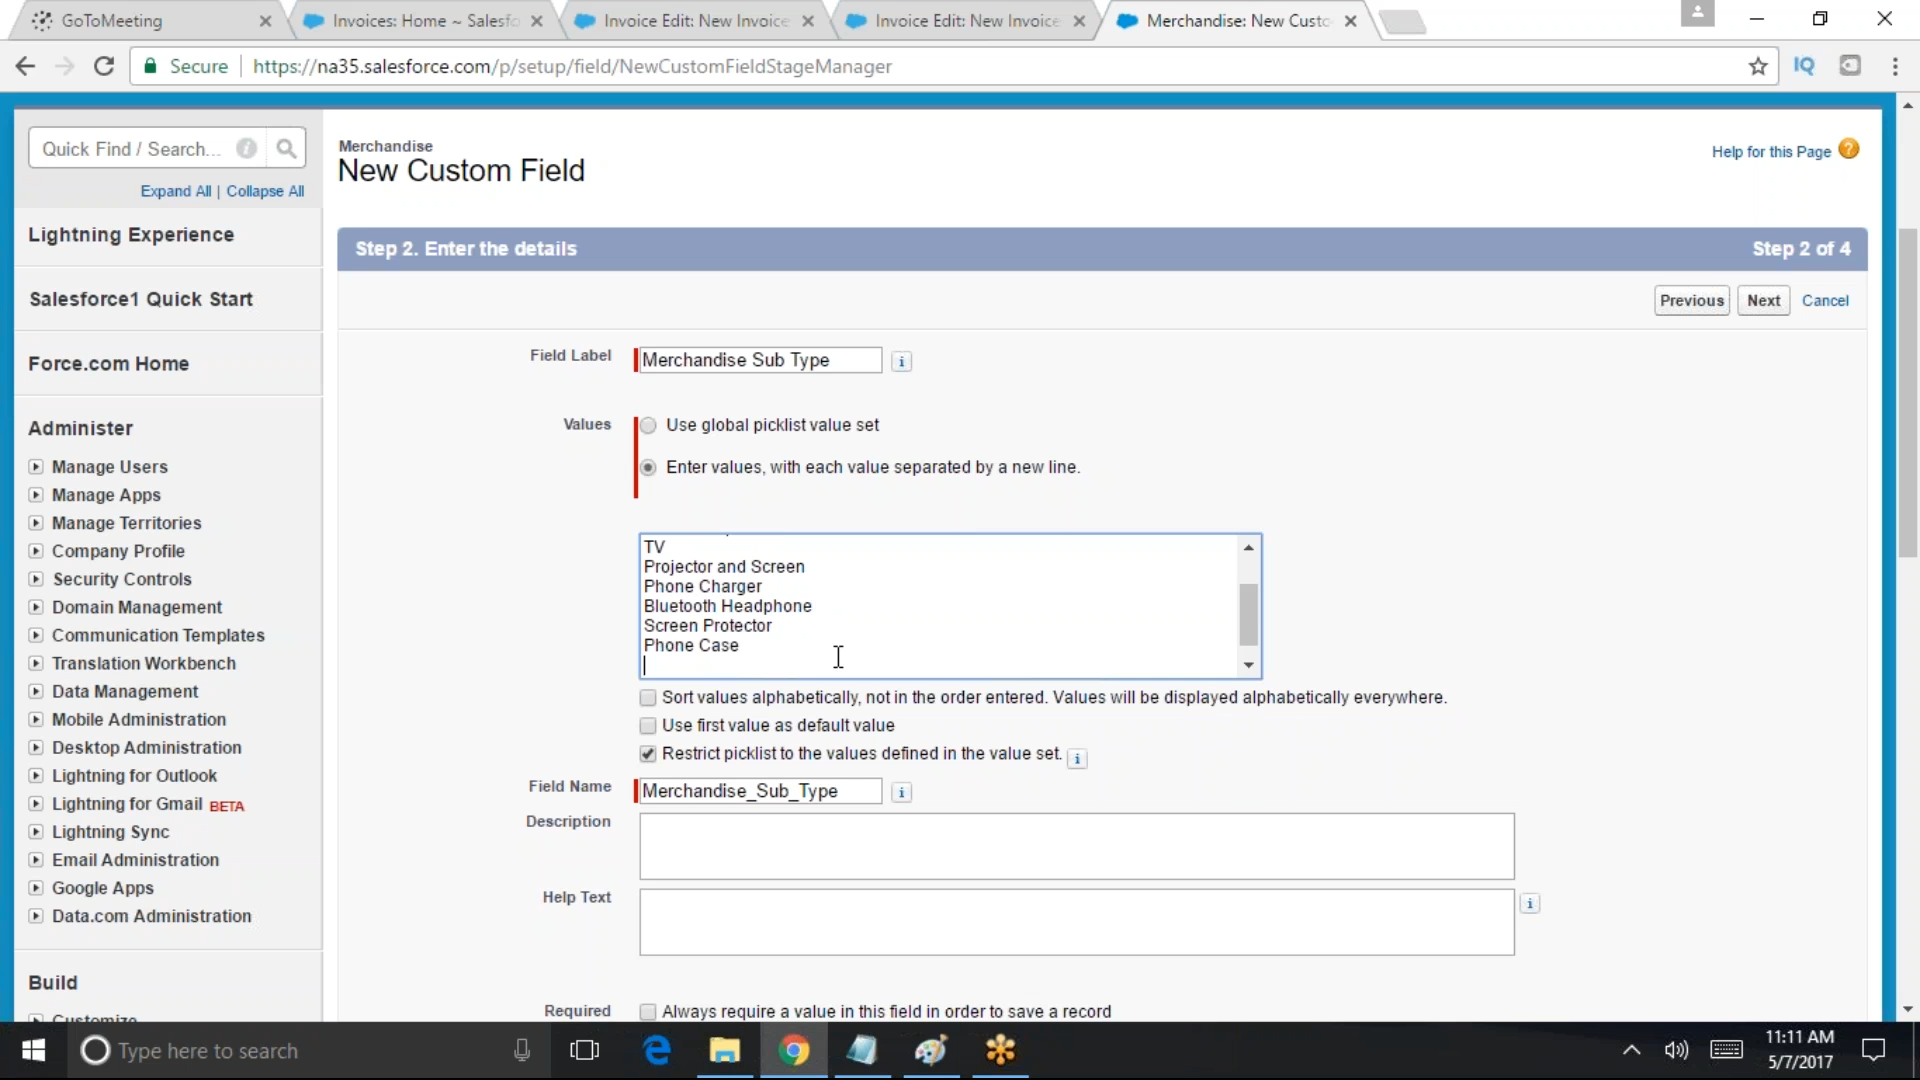 GoToMeeting
Invoices: Home ~ Salesfo
Invoice Edit: New Invoice
Invoice Edit: New Invoice
Merchandise: New Custo
Secure
https://na35.salesforce.com/p/setup/field/NewCustomFieldStageManager
IQ
Quick Find / Search...
Expand All | Collapse All
Lightning Experience
Salesforce1 Quick Start
Force.com Home
Administer
Manage Users
Manage Apps
Manage Territories
Company Profile
Security Controls
Domain Management
Communication Templates
Translation Workbench
Data Management
Mobile Administration
Desktop Administration
Lightning for Outlook
Lightning for Gmail BETA
Lightning Sync
Email Administration
Google Apps
Data.com Administration
Build
Customize
Merchandise
New Custom Field
Help for this Page
Step 2. Enter the details
Step 2 of 4
Previous
Next
Cancel
Field Label
Merchandise Sub Type
Values
Use global picklist value set
Enter values, with each value separated by a new line.
TV
Projector and Screen
Phone Charger
Bluetooth Headphone
Screen Protector
Phone Case
Sort values alphabetically, not in the order entered. Values will be displayed alphabetically everywhere.
Use first value as default value
Restrict picklist to the values defined in the value set.
Field Name
Merchandise_Sub_Type
Description
Help Text
Required
Always require a value in this field in order to save a record
Type here to search
11:11 AM
5/7/2017